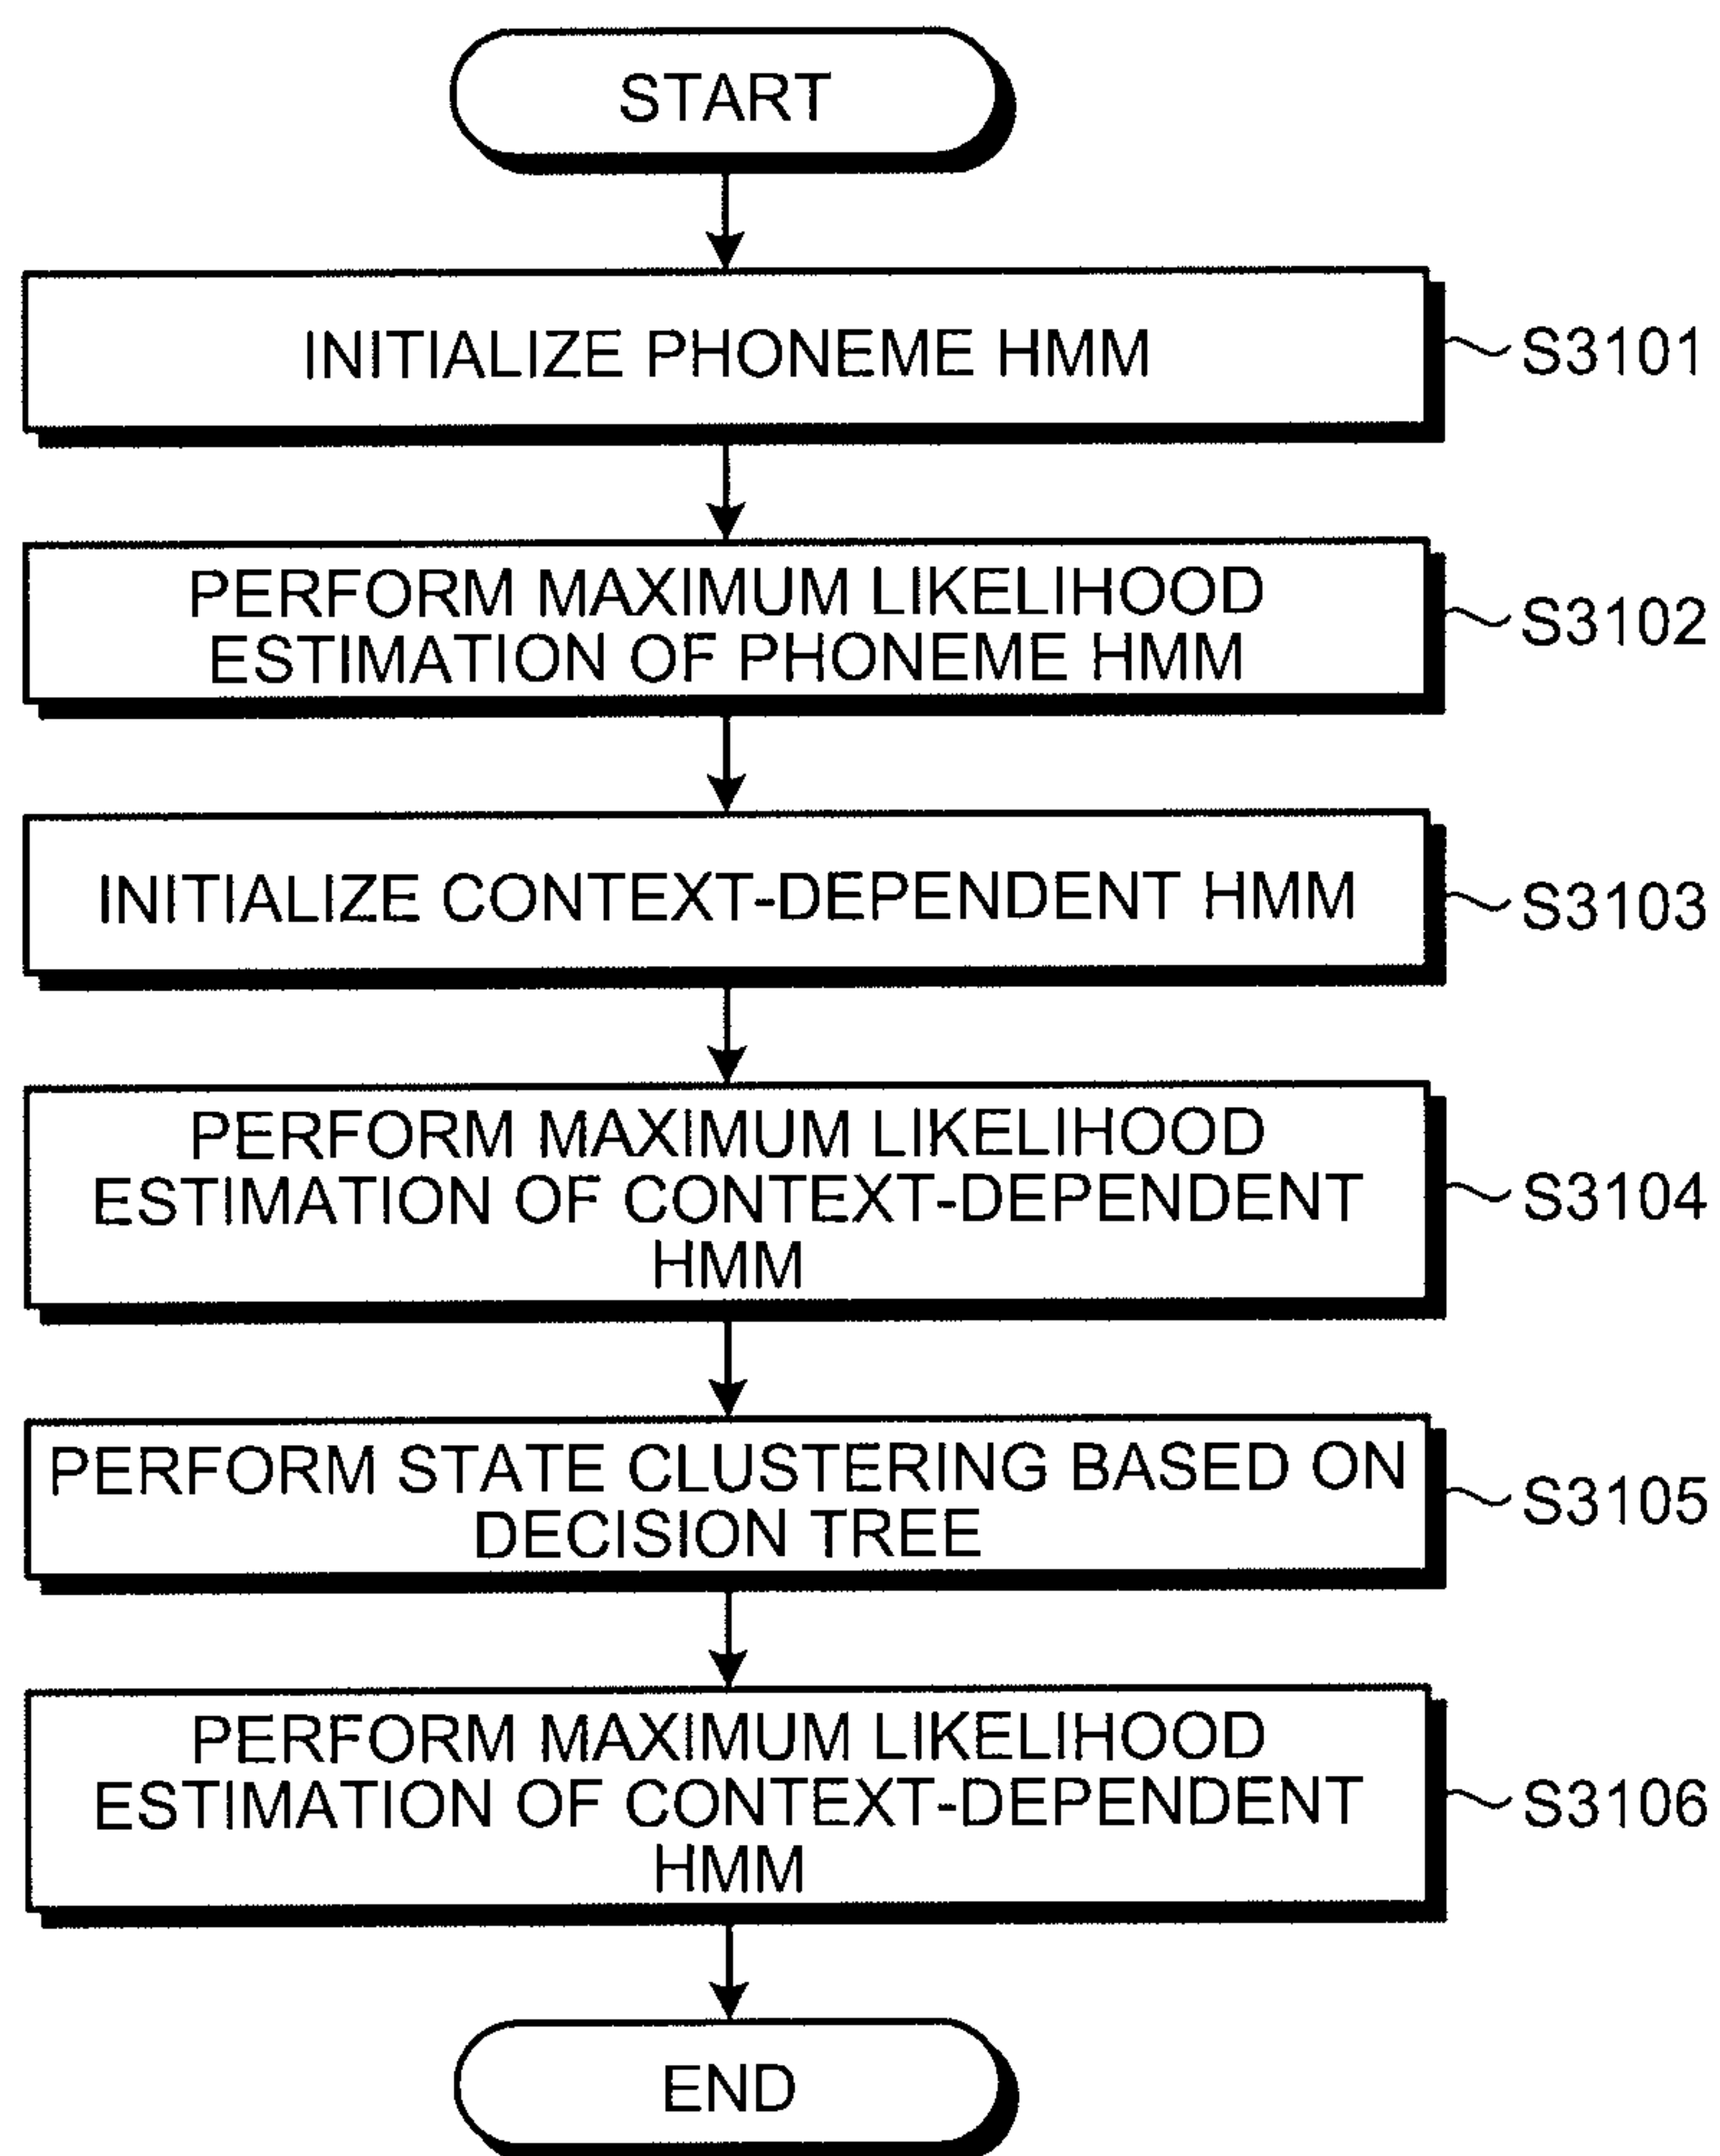 START
INITIALIZE PHONEME HMM
S3101
PERFORM MAXIMUM LIKELIHOOD
ESTIMATION OF PHONEME HMM
S3102
INITIALIZE CONTEXT-DEPENDENT HMM
S3103
PERFORM MAXIMUM LIKELIHOOD
ESTIMATION OF CONTEXT-DEPENDENT
HMM
S3104
PERFORM STATE CLUSTERING BASED ON
DECISION TREE
S3105
PERFORM MAXIMUM LIKELIHOOD
ESTIMATION OF CONTEXT-DEPENDENT
HMM
S3106
END